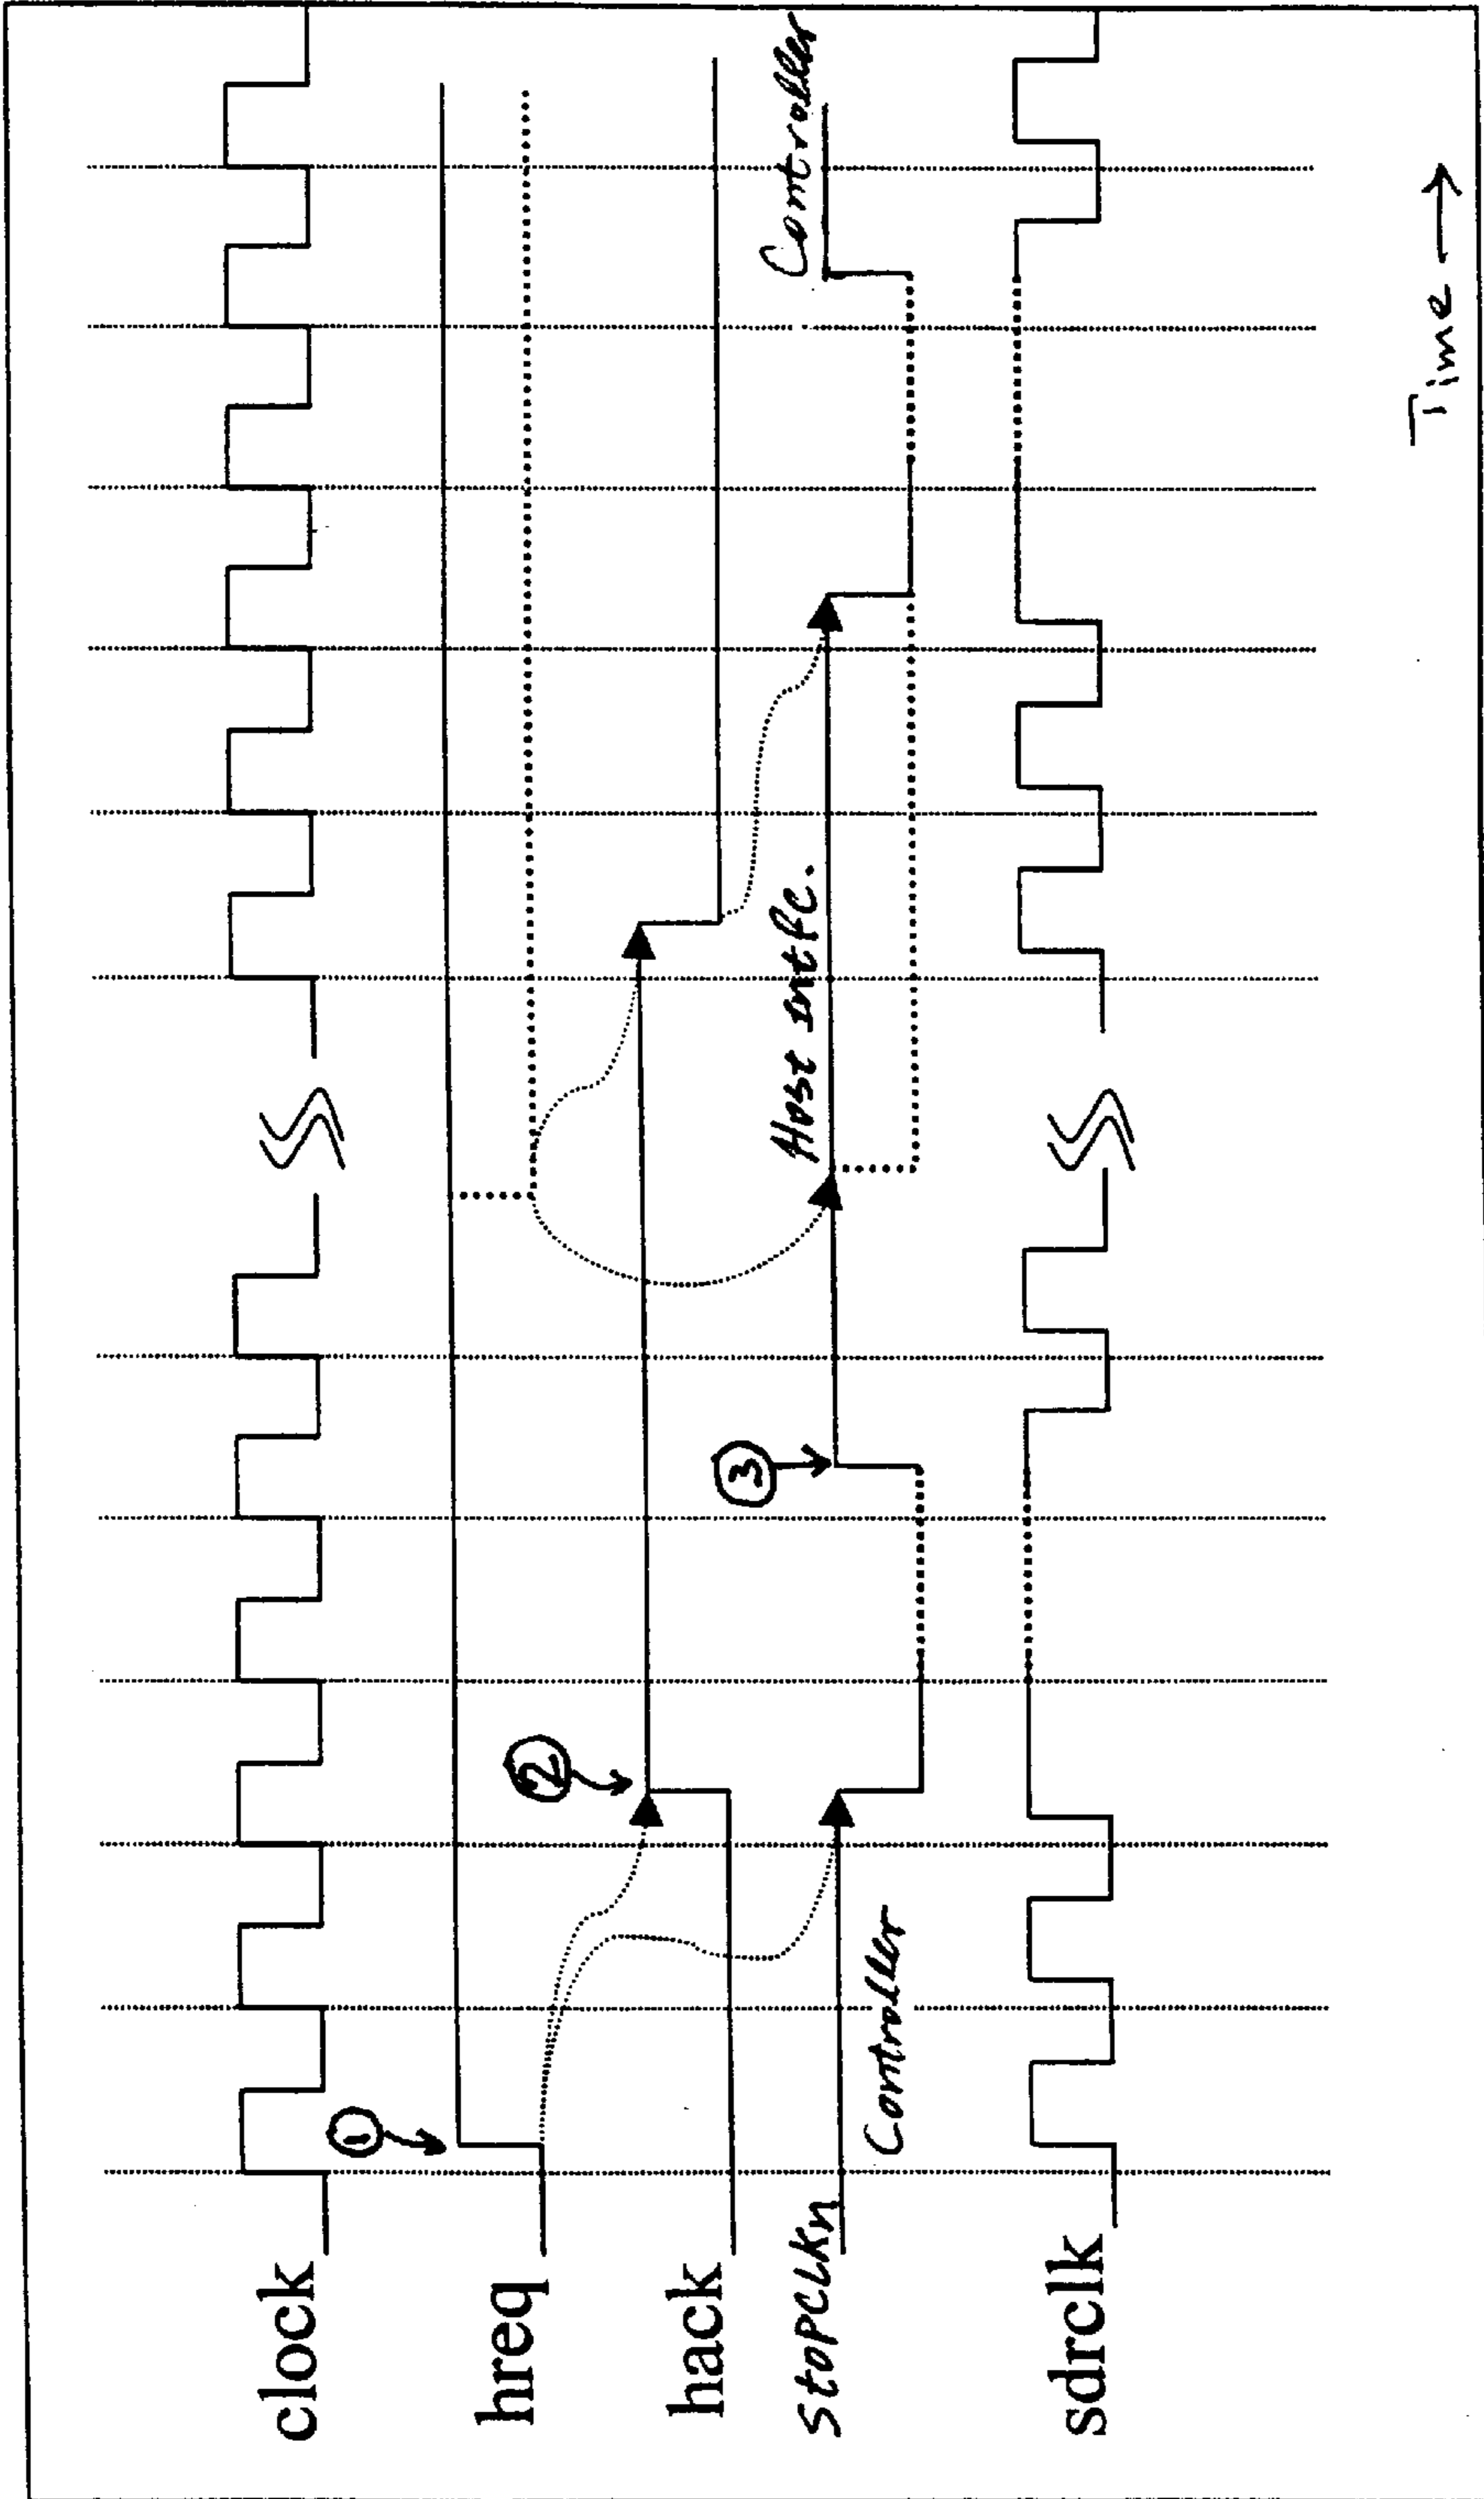 clock
①
hreq
②
hack
③
stopclkn
Controller
Host intfc.
Controller
sdrclk
Time →